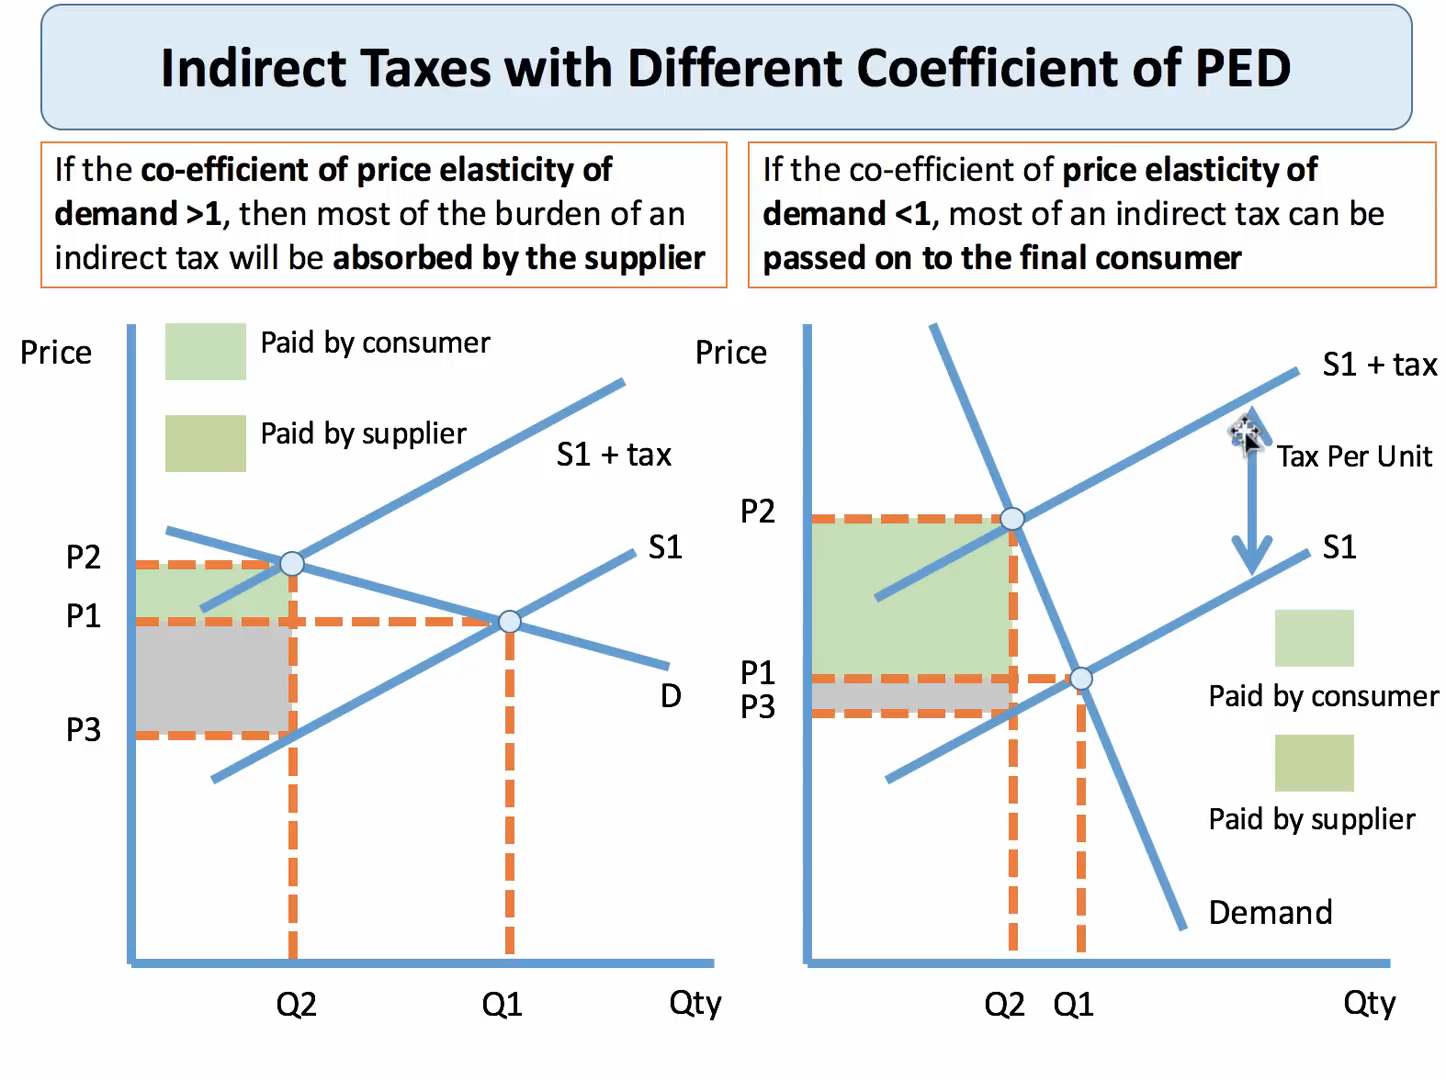 Indirect Taxes with Different Coefficient of PED
If the co-efficient of price elasticity of
demand >1, then most of the burden of an
indirect tax will be absorbed by the supplier
If the co-efficient of price elasticity of
demand <1, most of an indirect tax can be
passed on to the final consumer
Price
Paid by consumer
Paid by supplier
S1 + tax
S1
P2
P1
P3
D
Q2
Q1
Qty
Price
S1 + tax
Tax Per Unit
P2
S1
P1
P3
Paid by consumer
Paid by supplier
Demand
Q2
Q1
Qty